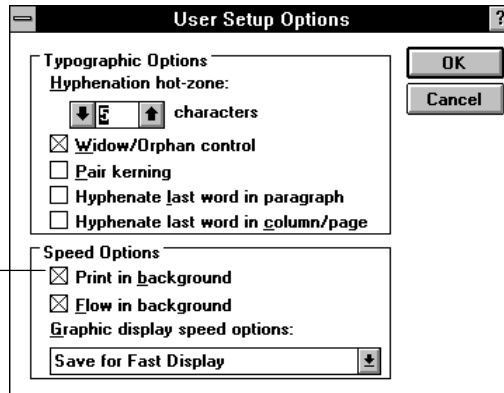 User Setup Options ?
Typographic Options
Hyphenation hot-zone:
5 characters
Widow/Orphan control
Pair kerning
Hyphenate last word in paragraph
Hyphenate last word in column/page
Speed Options
Print in background
Flow in background
Graphic display speed options:
Save for Fast Display
OK
Cancel